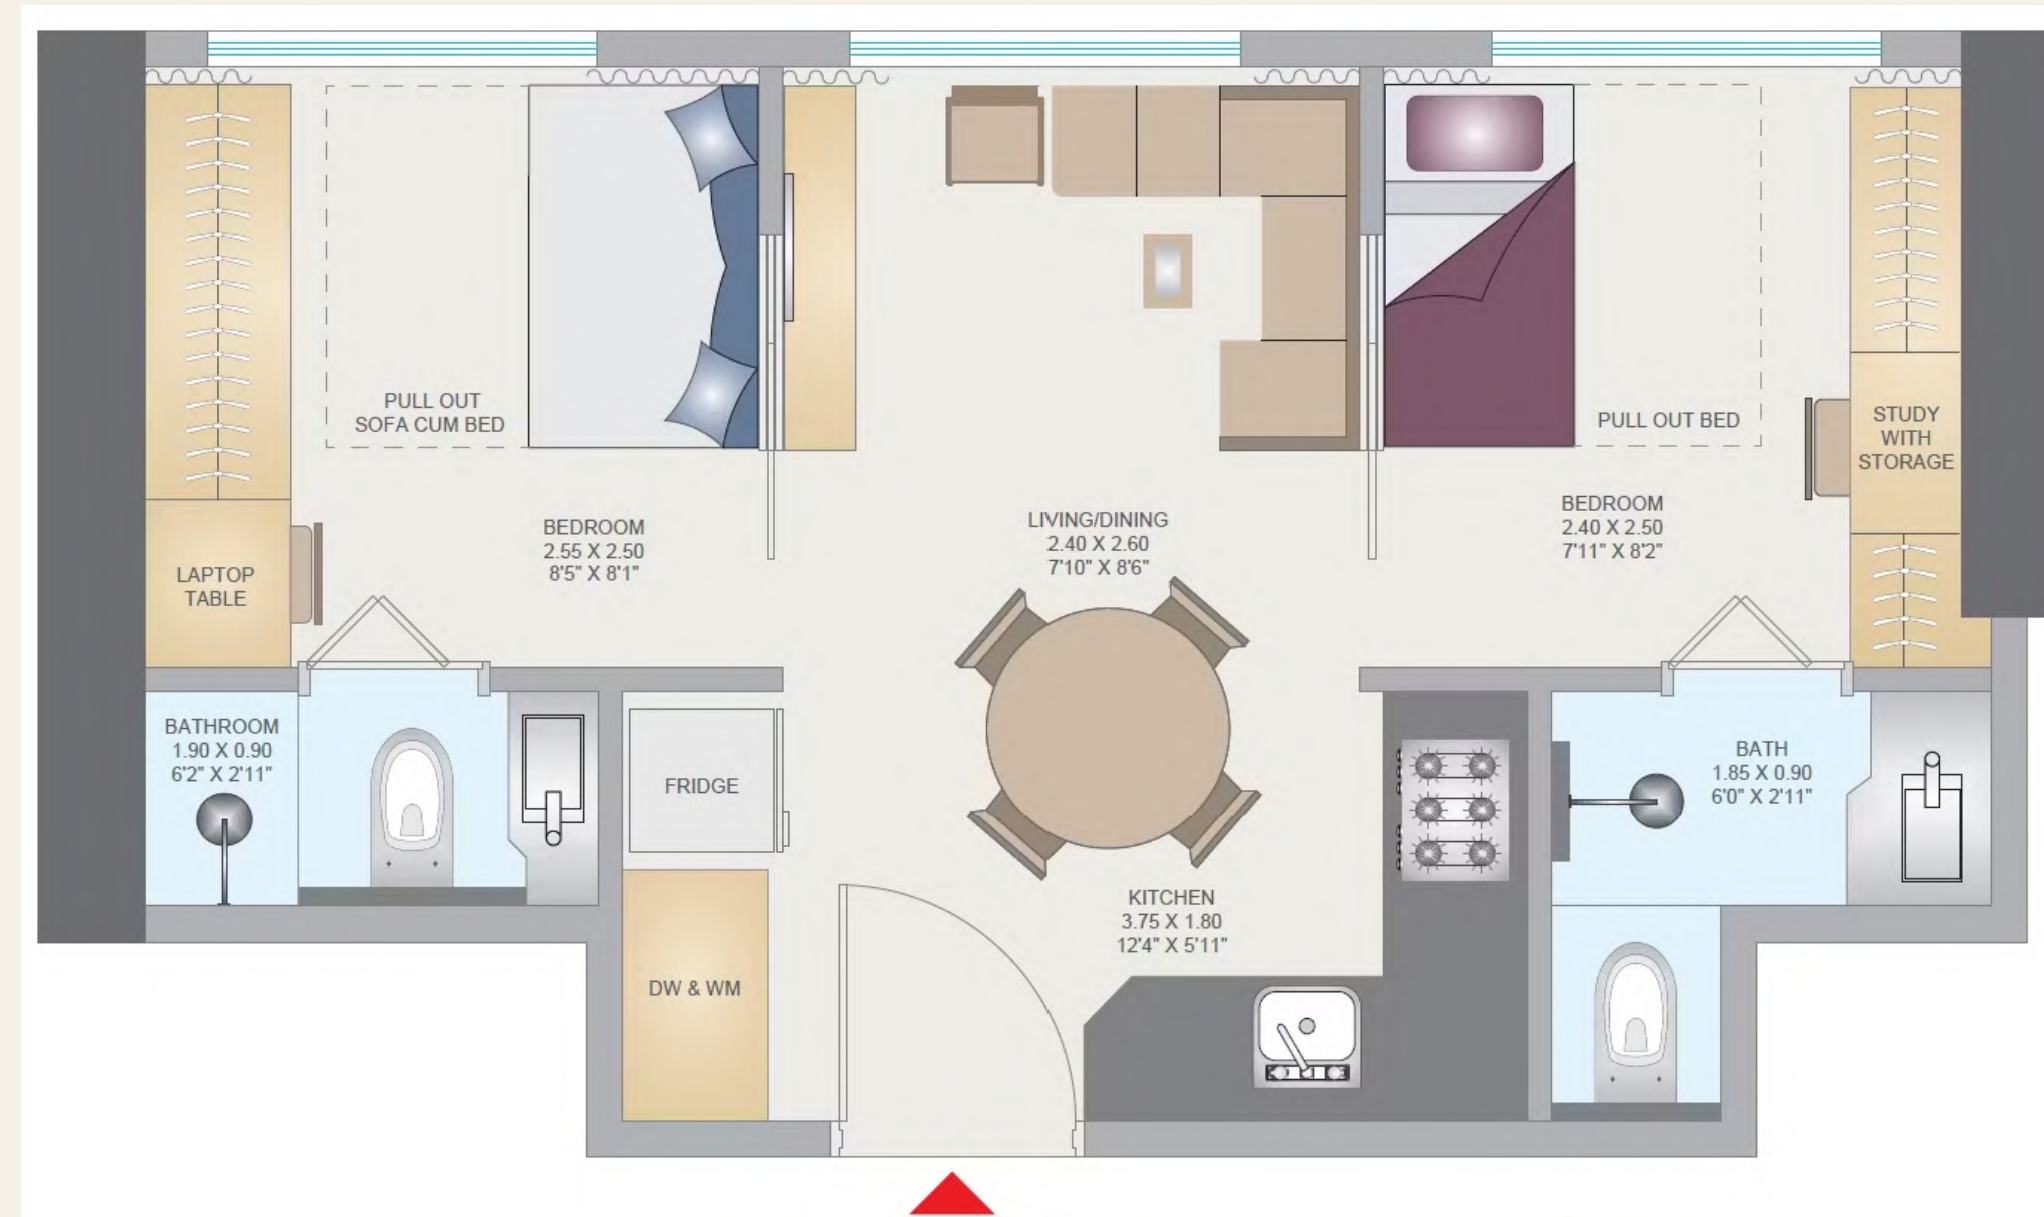 PULL OUT
SOFA CUM BED
PULL OUT BED
STUDY
WITH
STORAGE
BEDROOM
2.55 X 2.50
8'5" X 8'1"
LIVING/DINING
2.40 X 2.60
7'10" X 8'6"
BEDROOM
2.40 X 2.50
7'11" X 8'2"
LAPTOP
TABLE
BATHROOM
1.90 X 0.90
6'2" X 2'11"
FRIDGE
BATH
1.85 X 0.90
6'0" X 2'11"
KITCHEN
3.75 X 1.80
12'4" X 5'11"
DW & WM